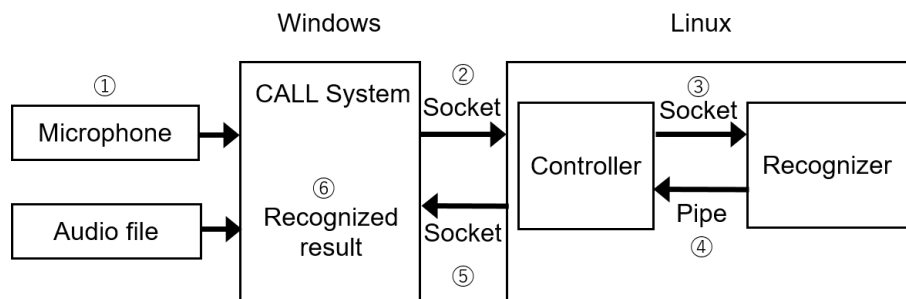 Windows
Linux
①
Microphone
Audio file
CALL System
⑥
Recognized
result
②
Socket
Socket
⑤
Controller
③
Socket
Pipe
④
Recognizer